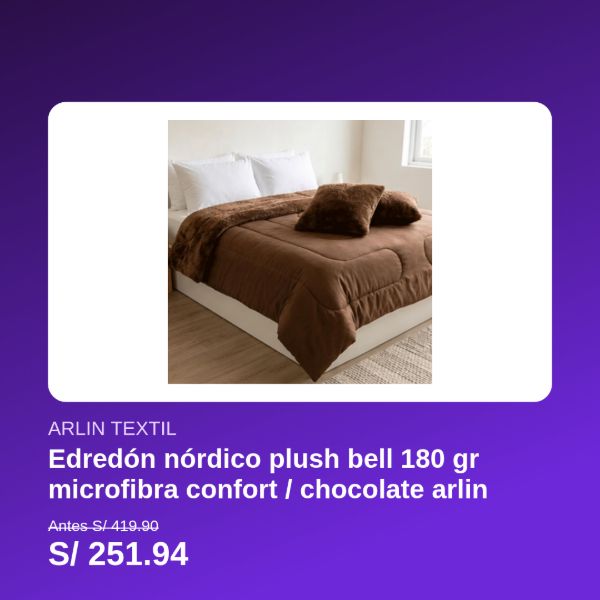 ARLIN TEXTIL
Edredón nórdico plush bell 180 gr
microfibra confort / chocolate arlin
Antes S/ 419.90
S/ 251.94